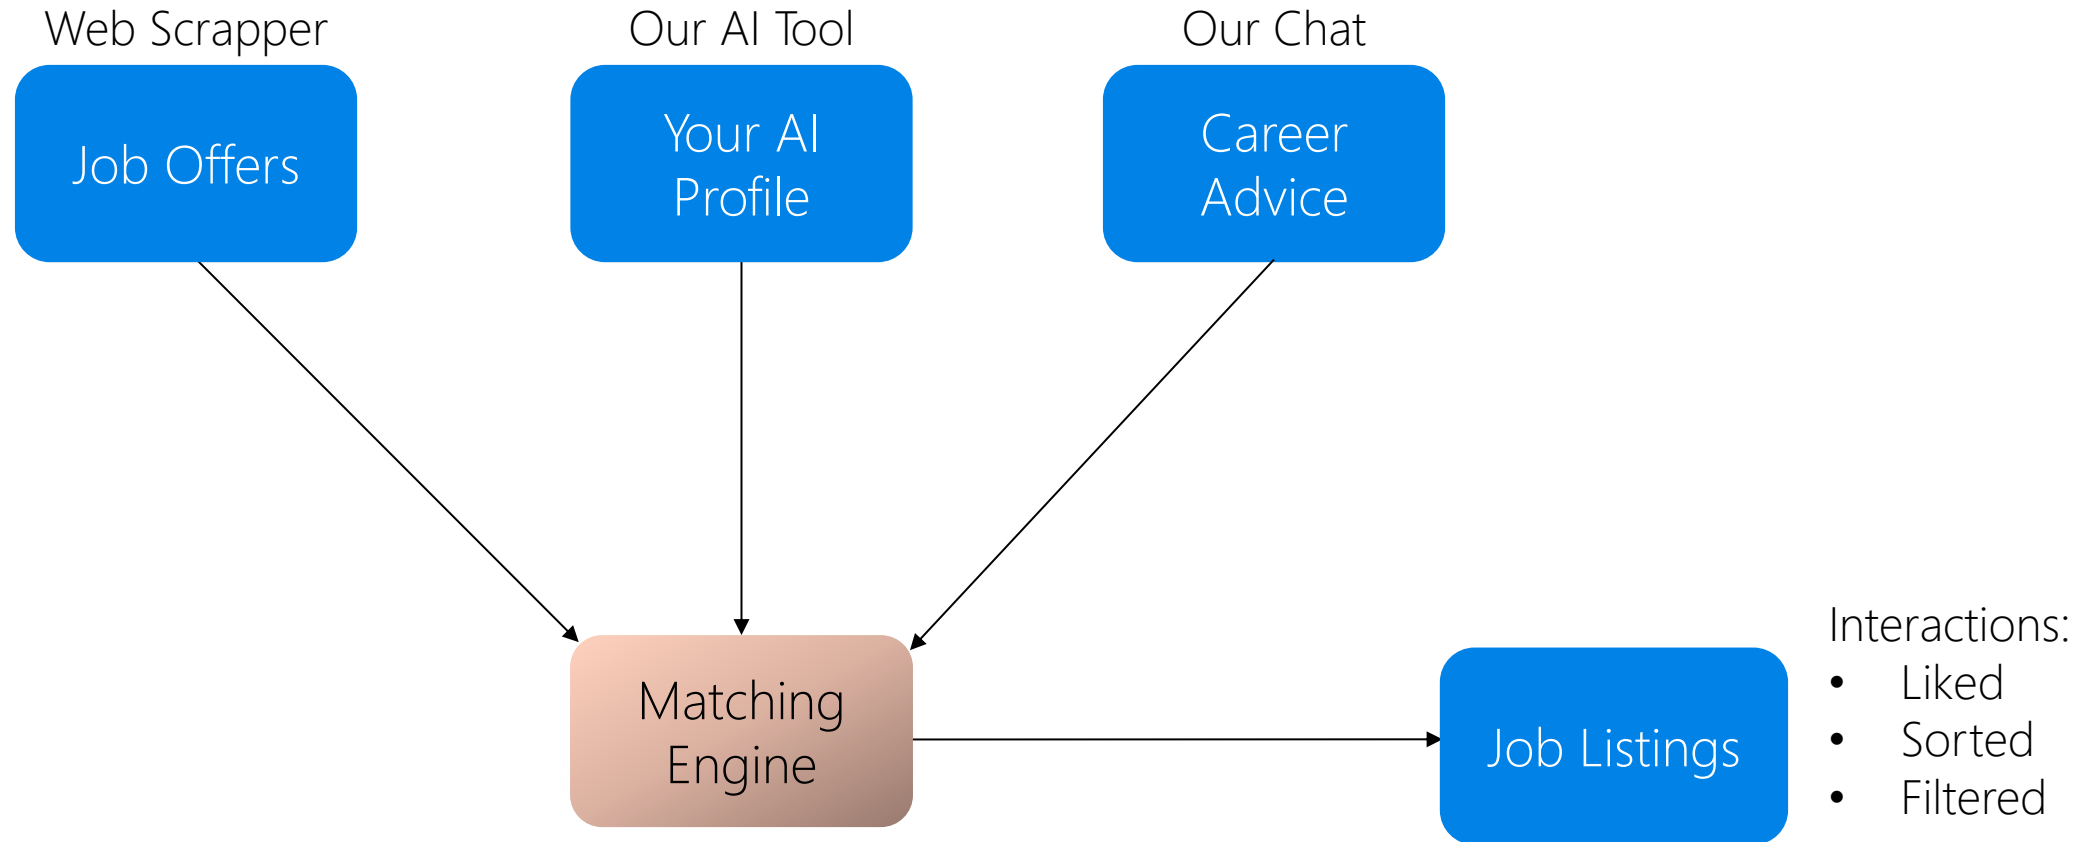 Web Scrapper
Our AI Tool
Our Chat
Job Offers
Your AI
Profile
Career
Advice
Matching
Engine
Job Listings
Interactions:
• Liked
• Sorted
• Filtered